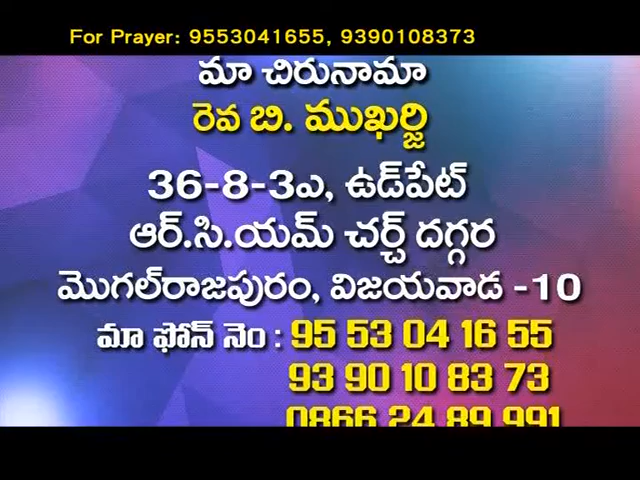 For Prayer: 9553041655, 9390108373
మా చిరునామా
రెవ బి. ముఖర్జి
36-8-3ఎ, ఉడ్‌పేట్
ఆర్.సి.యమ్ చర్చ్ దగ్గర
మొగల్‌రాజపురం, విజయవాడ -10
మా ఫోన్ నెం : 95 53 04 16 55
93 90 10 83 73
0866 24 89 991